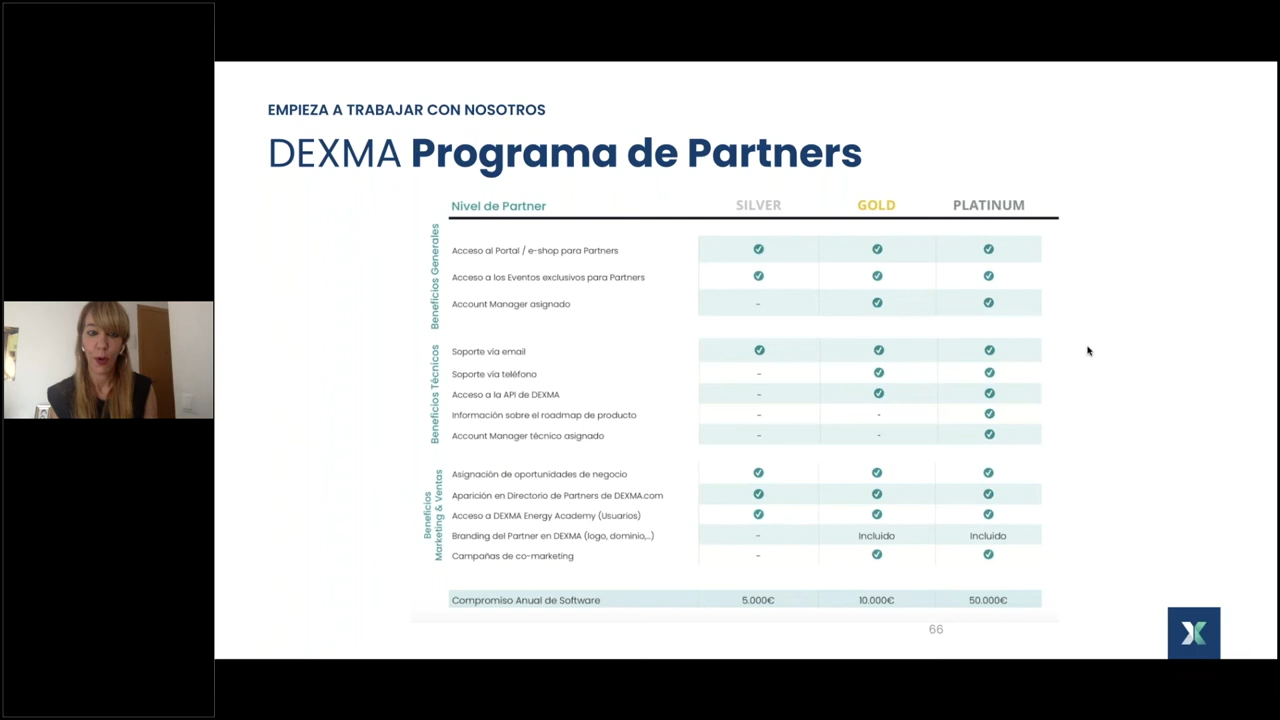 EMPIEZA A TRABAJAR CON NOSOTROS
DEXMA Programa de Partners
Nivel de Partner SILVER GOLD PLATINUM
Beneficios Generales
Acceso al Portal / e-shop para Partners
Acceso a los Eventos exclusivos para Partners
Account Manager asignado -
Beneficios Técnicos
Soporte via email
Soporte vía teléfono -
Acceso a la API de DEXMA -
Información sobre el roadmap de producto - -
Account Manager técnico asignado - -
Beneficios
Marketing & Ventas
Asignación de oportunidades de negocio
Aparición en Directorio de Partners de DEXMA.com
Acceso a DEXMA Energy Academy (Usuarios)
Branding del Partner en DEXMA (logo, dominio,..) - Incluido Incluido
Campañas de co-marketing -
Compromiso Anual de Software 5.000€ 10.000€ 50.000€
66